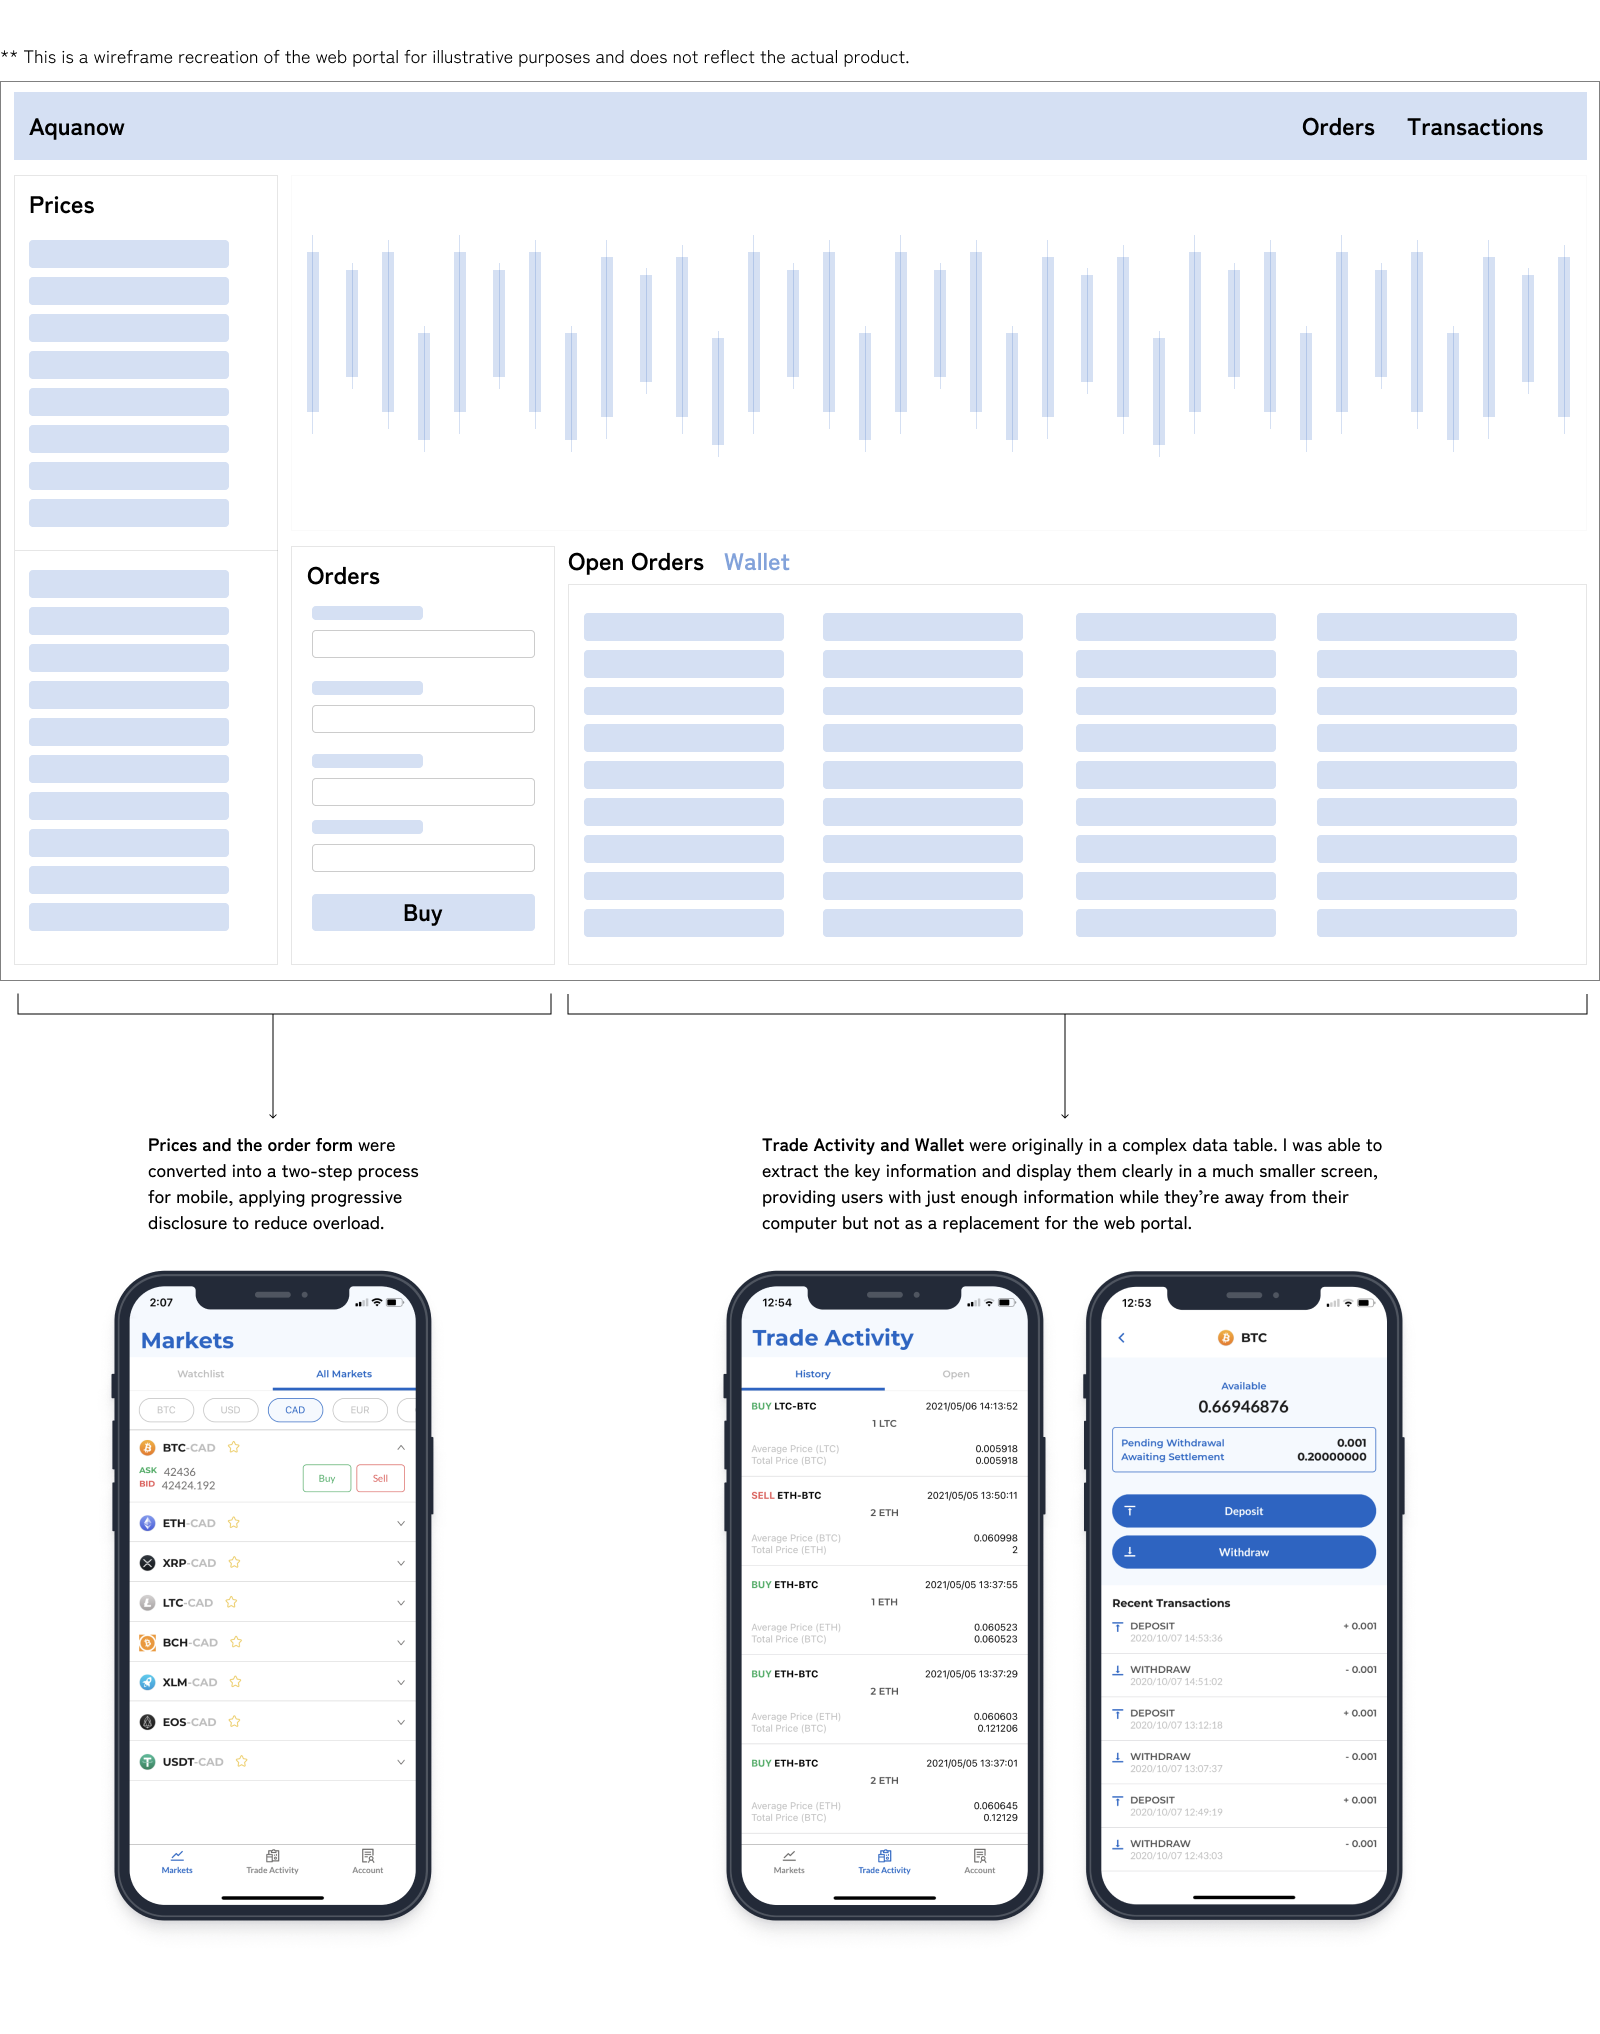 ** This is a wireframe recreation of the web portal for illustrative purposes and does not reflect the actual product.
Aquanow
Orders
Transactions
Prices
Orders
Buy
Open Orders
Wallet
Prices and the order form were
converted into a two-step process
for mobile, applying progressive
disclosure to reduce overload.
Trade Activity and Wallet were originally in a complex data table. I was able to
extract the key information and display them clearly in a much smaller screen,
providing users with just enough information while they’re away from their
computer but not as a replacement for the web portal.
2:07
Markets
Watchlist
All Markets
BTC
USD
CAD
EUR
BTC-CAD
ASK 42436
BID 42424.192
Buy
Sell
ETH-CAD
XRP-CAD
LTC-CAD
BCH-CAD
XLM-CAD
EOS-CAD
USDT-CAD
Markets
Trade Activity
Account
12:54
Trade Activity
History
Open
BUY LTC-BTC 2021/05/06 14:13:52
1 LTC
Average Price (LTC) 0.005918
Total Price (BTC) 0.005918
SELL ETH-BTC 2021/05/05 13:50:11
2 ETH
Average Price (BTC) 0.060998
Total Price (ETH) 2
BUY ETH-BTC 2021/05/05 13:37:55
1 ETH
Average Price (ETH) 0.060523
Total Price (BTC) 0.060523
BUY ETH-BTC 2021/05/05 13:37:29
2 ETH
Average Price (ETH) 0.060603
Total Price (BTC) 0.121206
BUY ETH-BTC 2021/05/05 13:37:01
2 ETH
Average Price (ETH) 0.060645
Total Price (BTC) 0.12129
Markets
Trade Activity
Account
12:53
BTC
Available
0.66946876
Pending Withdrawal 0.001
Awaiting Settlement 0.20000000
Deposit
Withdraw
Recent Transactions
DEPOSIT + 0.001
2020/10/07 14:53:36
WITHDRAW - 0.001
2020/10/07 14:51:02
DEPOSIT + 0.001
2020/10/07 13:12:18
WITHDRAW - 0.001
2020/10/07 13:07:37
DEPOSIT + 0.001
2020/10/07 12:49:19
WITHDRAW - 0.001
2020/10/07 12:43:03